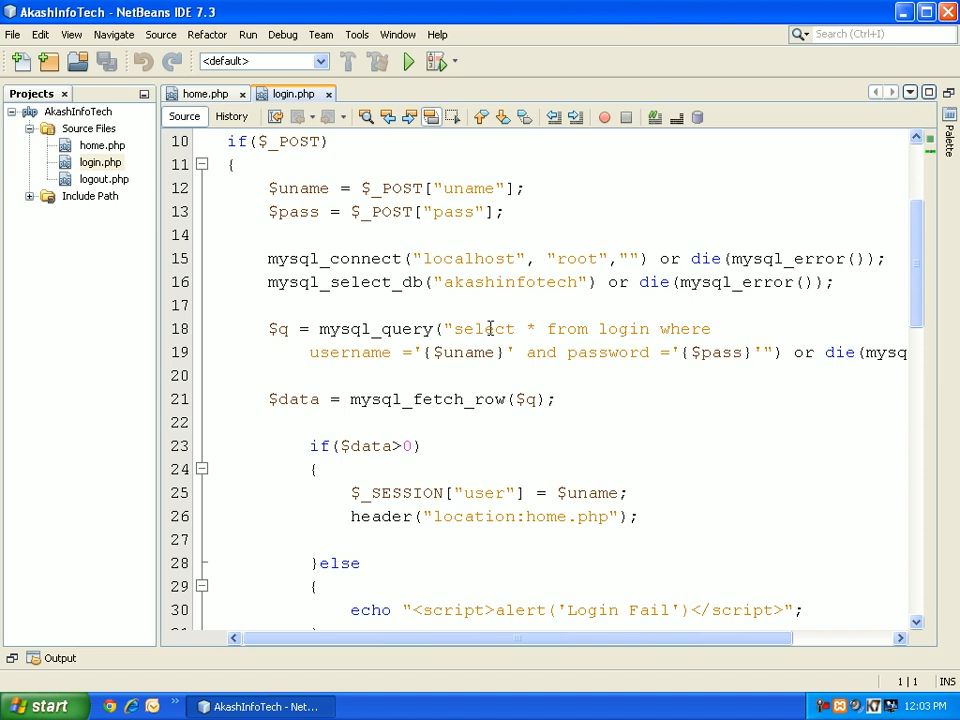 AkashInfoTech - NetBeans IDE 7.3
File Edit View Navigate Source Refactor Run Debug Team Tools Window Help
Search (Ctrl+I)
<default>
Projects
home.php
login.php
AkashInfoTech
Source Files
home.php
login.php
logout.php
Include Path
Source
History
Palette
10 if($_POST)
11 {
12 $uname = $_POST["uname"];
13 $pass = $_POST["pass"];
14
15 mysql_connect("localhost", "root","") or die(mysql_error());
16 mysql_select_db("akashinfotech") or die(mysql_error());
17
18 $q = mysql_query("select * from login where
19 username ='{$uname}' and password ='{$pass}'") or die(mysq
20
21 $data = mysql_fetch_row($q);
22
23 if($data>0)
24 {
25 $_SESSION["user"] = $uname;
26 header("location:home.php");
27
28 }else
29 {
30 echo "<script>alert('Login Fail')</script>";
Output
1 | 1
INS
start
AkashInfoTech - Net...
12:03 PM